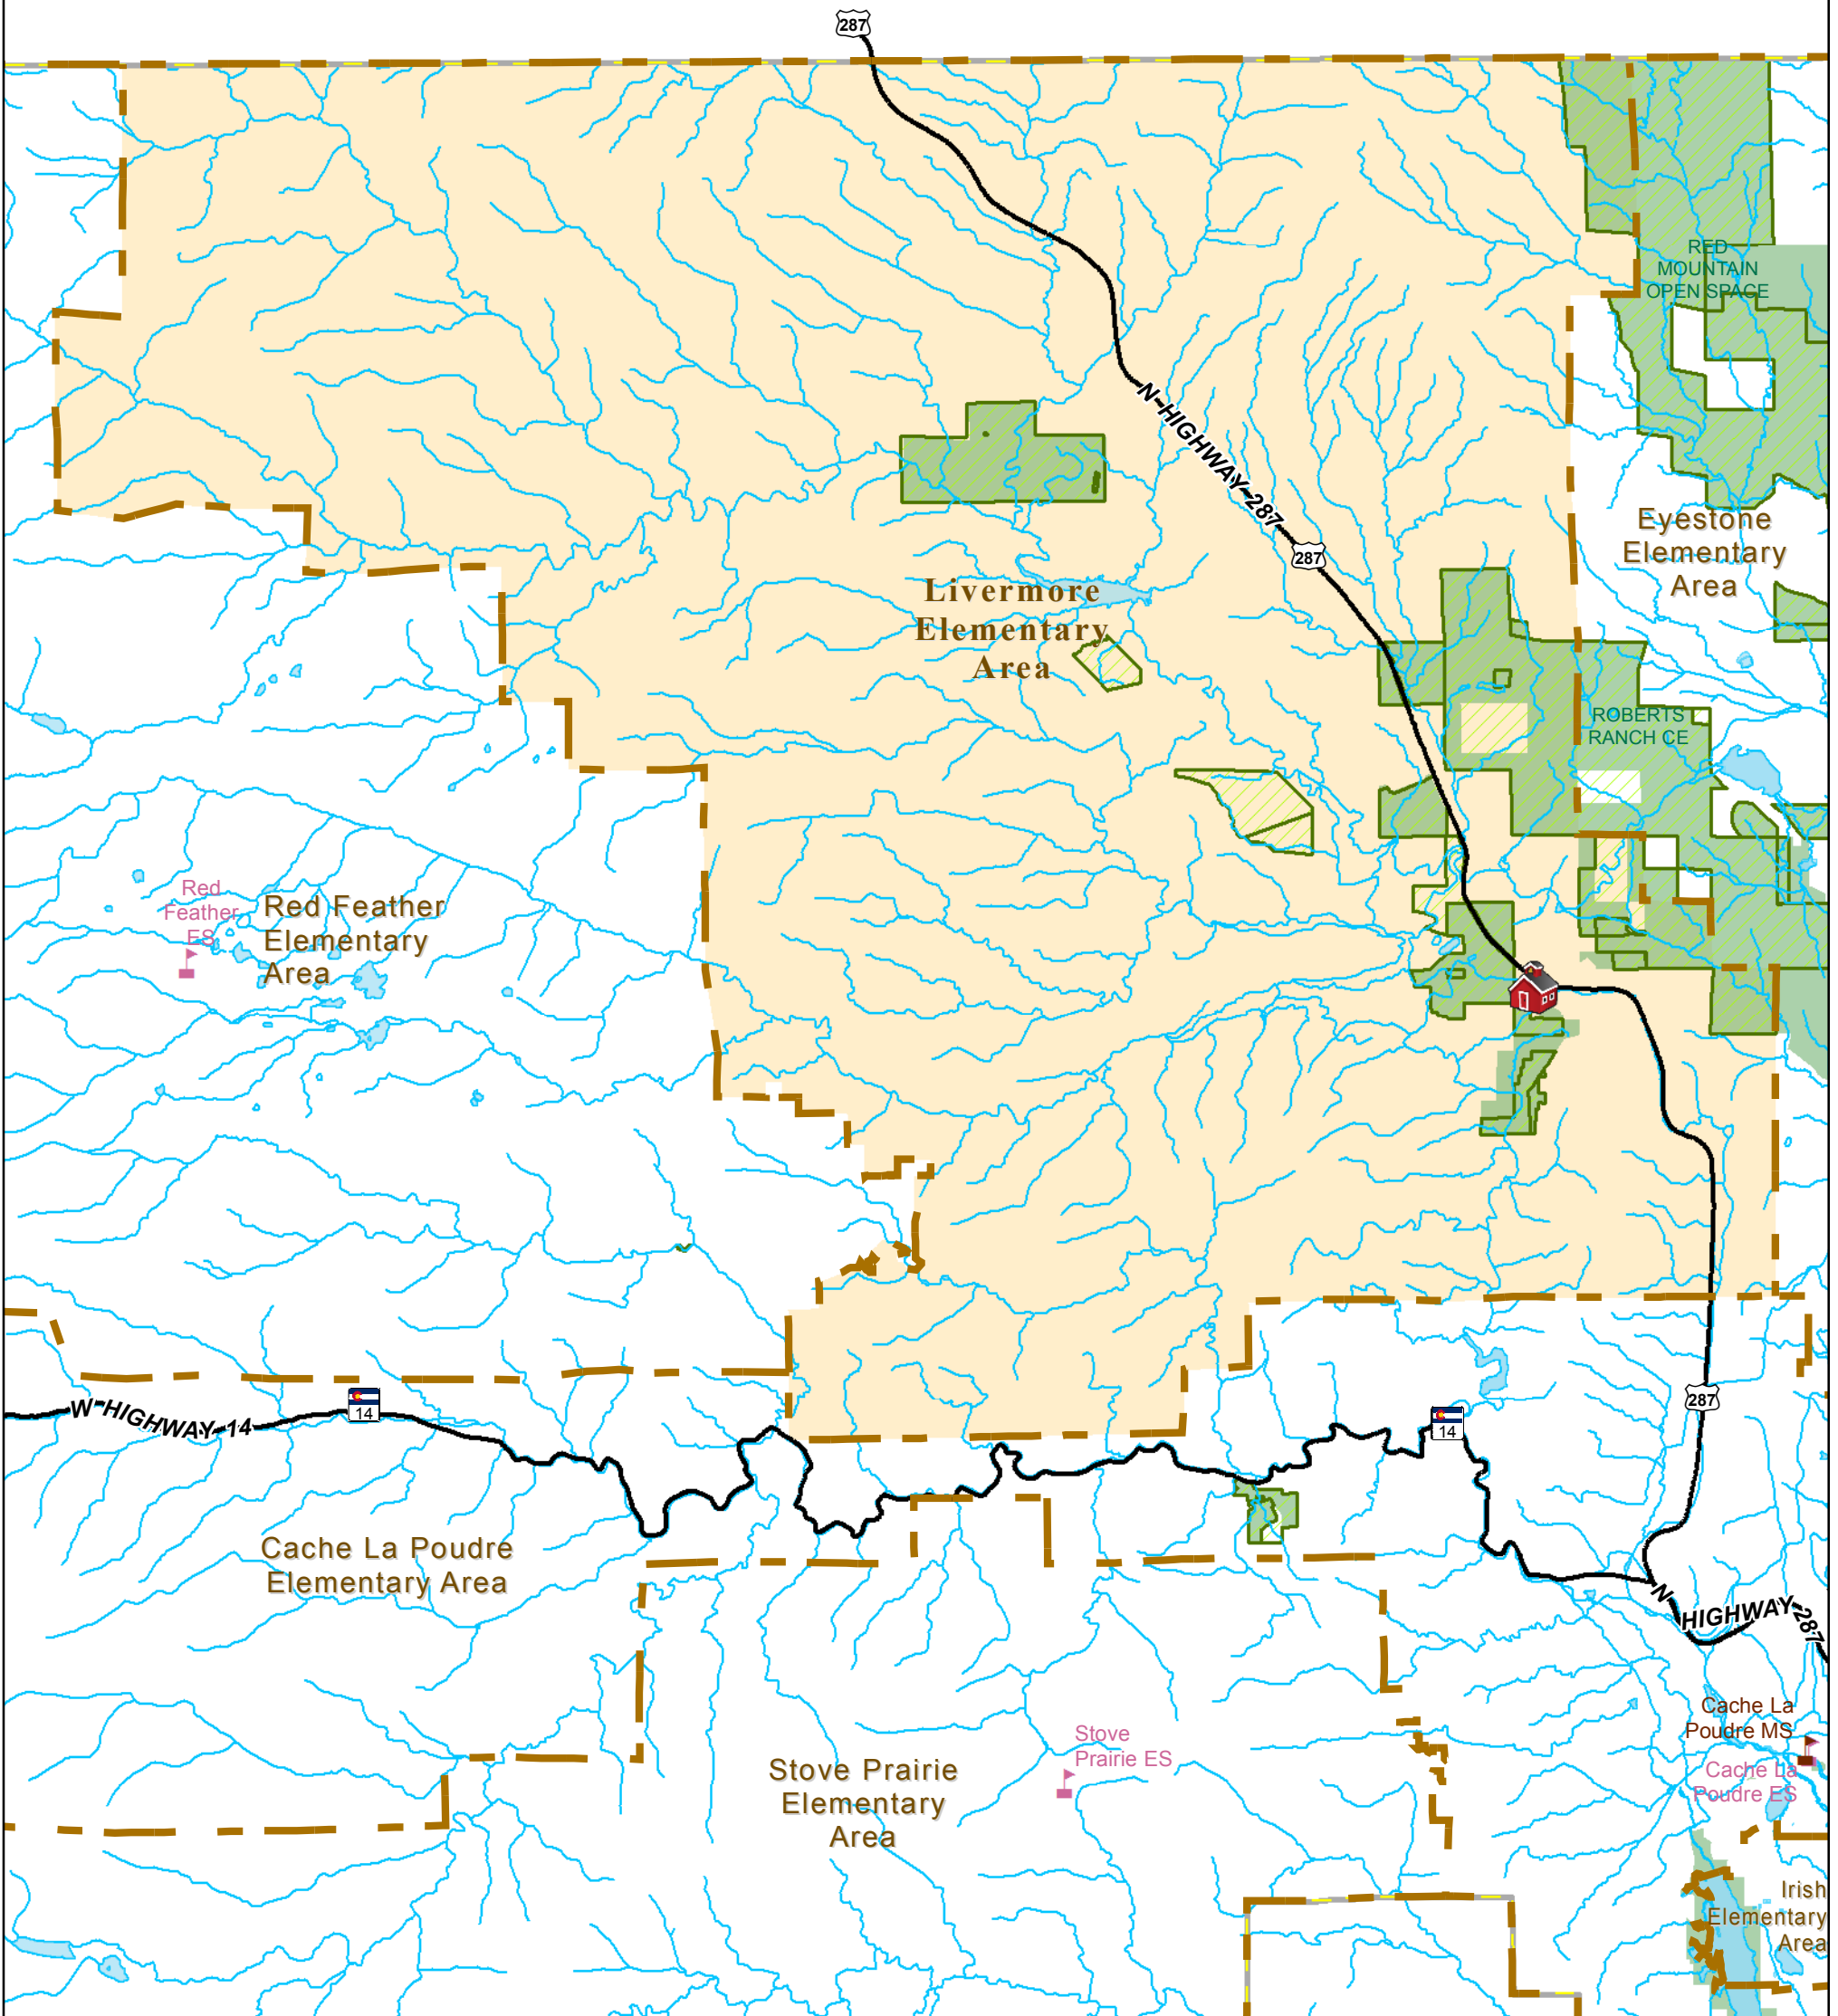 287
RED
MOUNTAIN
OPEN SPACE
N HIGHWAY 287
287
Eyestone
Elementary
Area
Livermore
Elementary
Area
ROBERTS
RANCH CE
Red
Feather
ES
Red Feather
Elementary
Area
W HIGHWAY 14
14
14
287
Cache La Poudre
Elementary Area
N HIGHWAY 287
Stove
Prairie ES
Stove Prairie
Elementary
Area
Cache La
Poudre MS
Cache La
Poudre ES
Irish
Elementary
Area